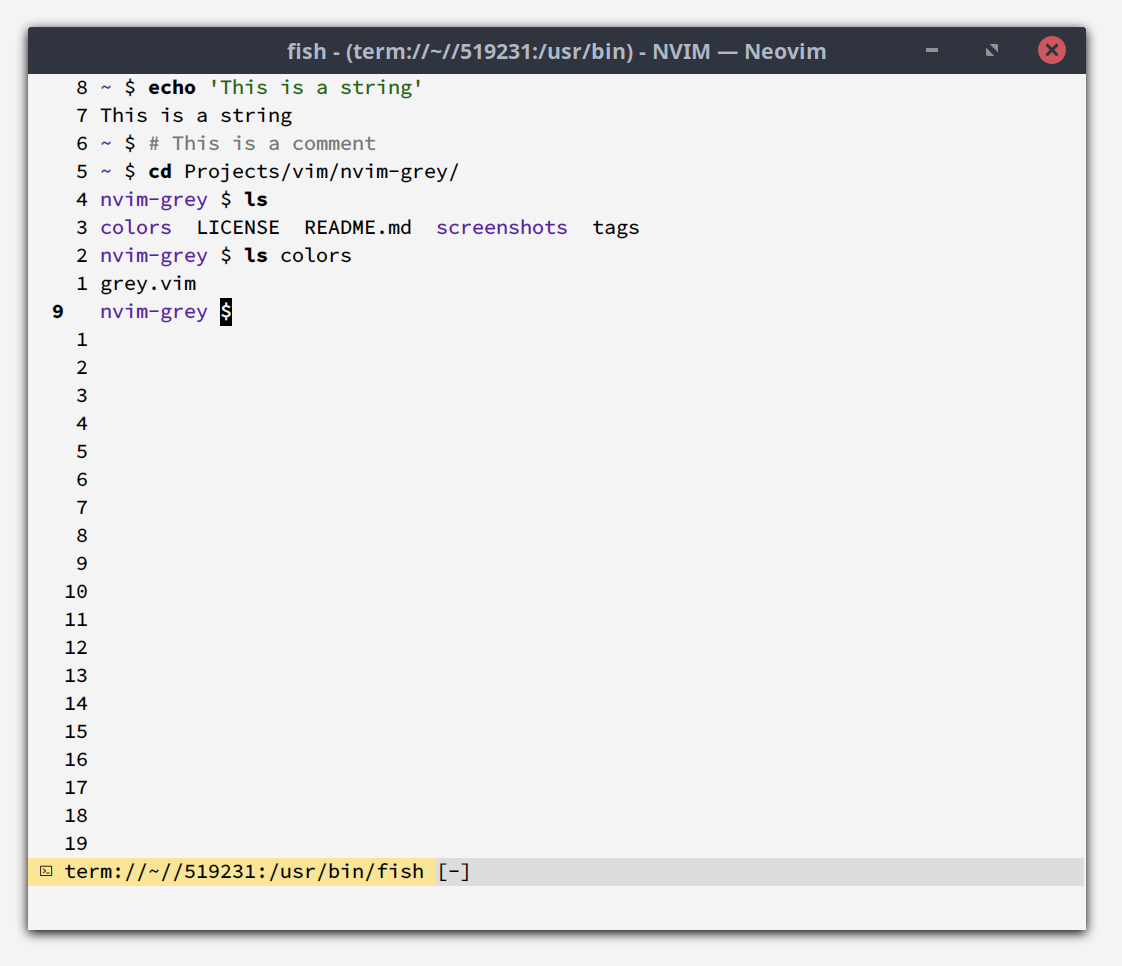 fish - (term://~//519231:/usr/bin) - NVIM — Neovim
8 ~ $ echo 'This is a string'
7 This is a string
6 ~ $ # This is a comment
5 ~ $ cd Projects/vim/nvim-grey/
4 nvim-grey $ ls
3 colors  LICENSE  README.md  screenshots  tags
2 nvim-grey $ ls colors
1 grey.vim
9 nvim-grey $
1
2
3
4
5
6
7
8
9
10
11
12
13
14
15
16
17
18
19
term://~//519231:/usr/bin/fish [-]